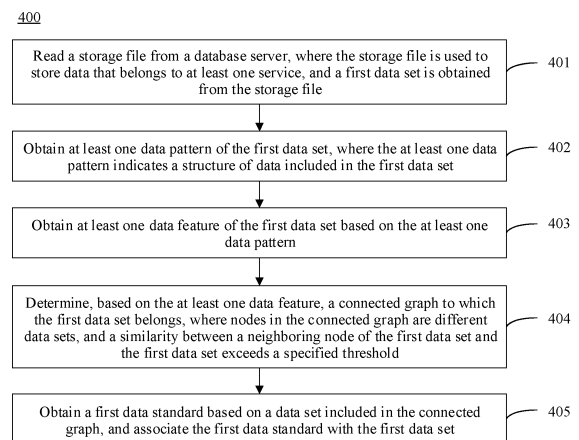 400
Read a storage file from a database server, where the storage file is used to
store data that belongs to at least one service, and a first data set is obtained
from the storage file
401
Obtain at least one data pattern of the first data set, where the at least one data
pattern indicates a structure of data included in the first data set
402
Obtain at least one data feature of the first data set based on the at least one
data pattern
403
Determine, based on the at least one data feature, a connected graph to which
the first data set belongs, where nodes in the connected graph are different
data sets, and a similarity between a neighboring node of the first data set and
the first data set exceeds a specified threshold
404
Obtain a first data standard based on a data set included in the connected
graph, and associate the first data standard with the first data set
405